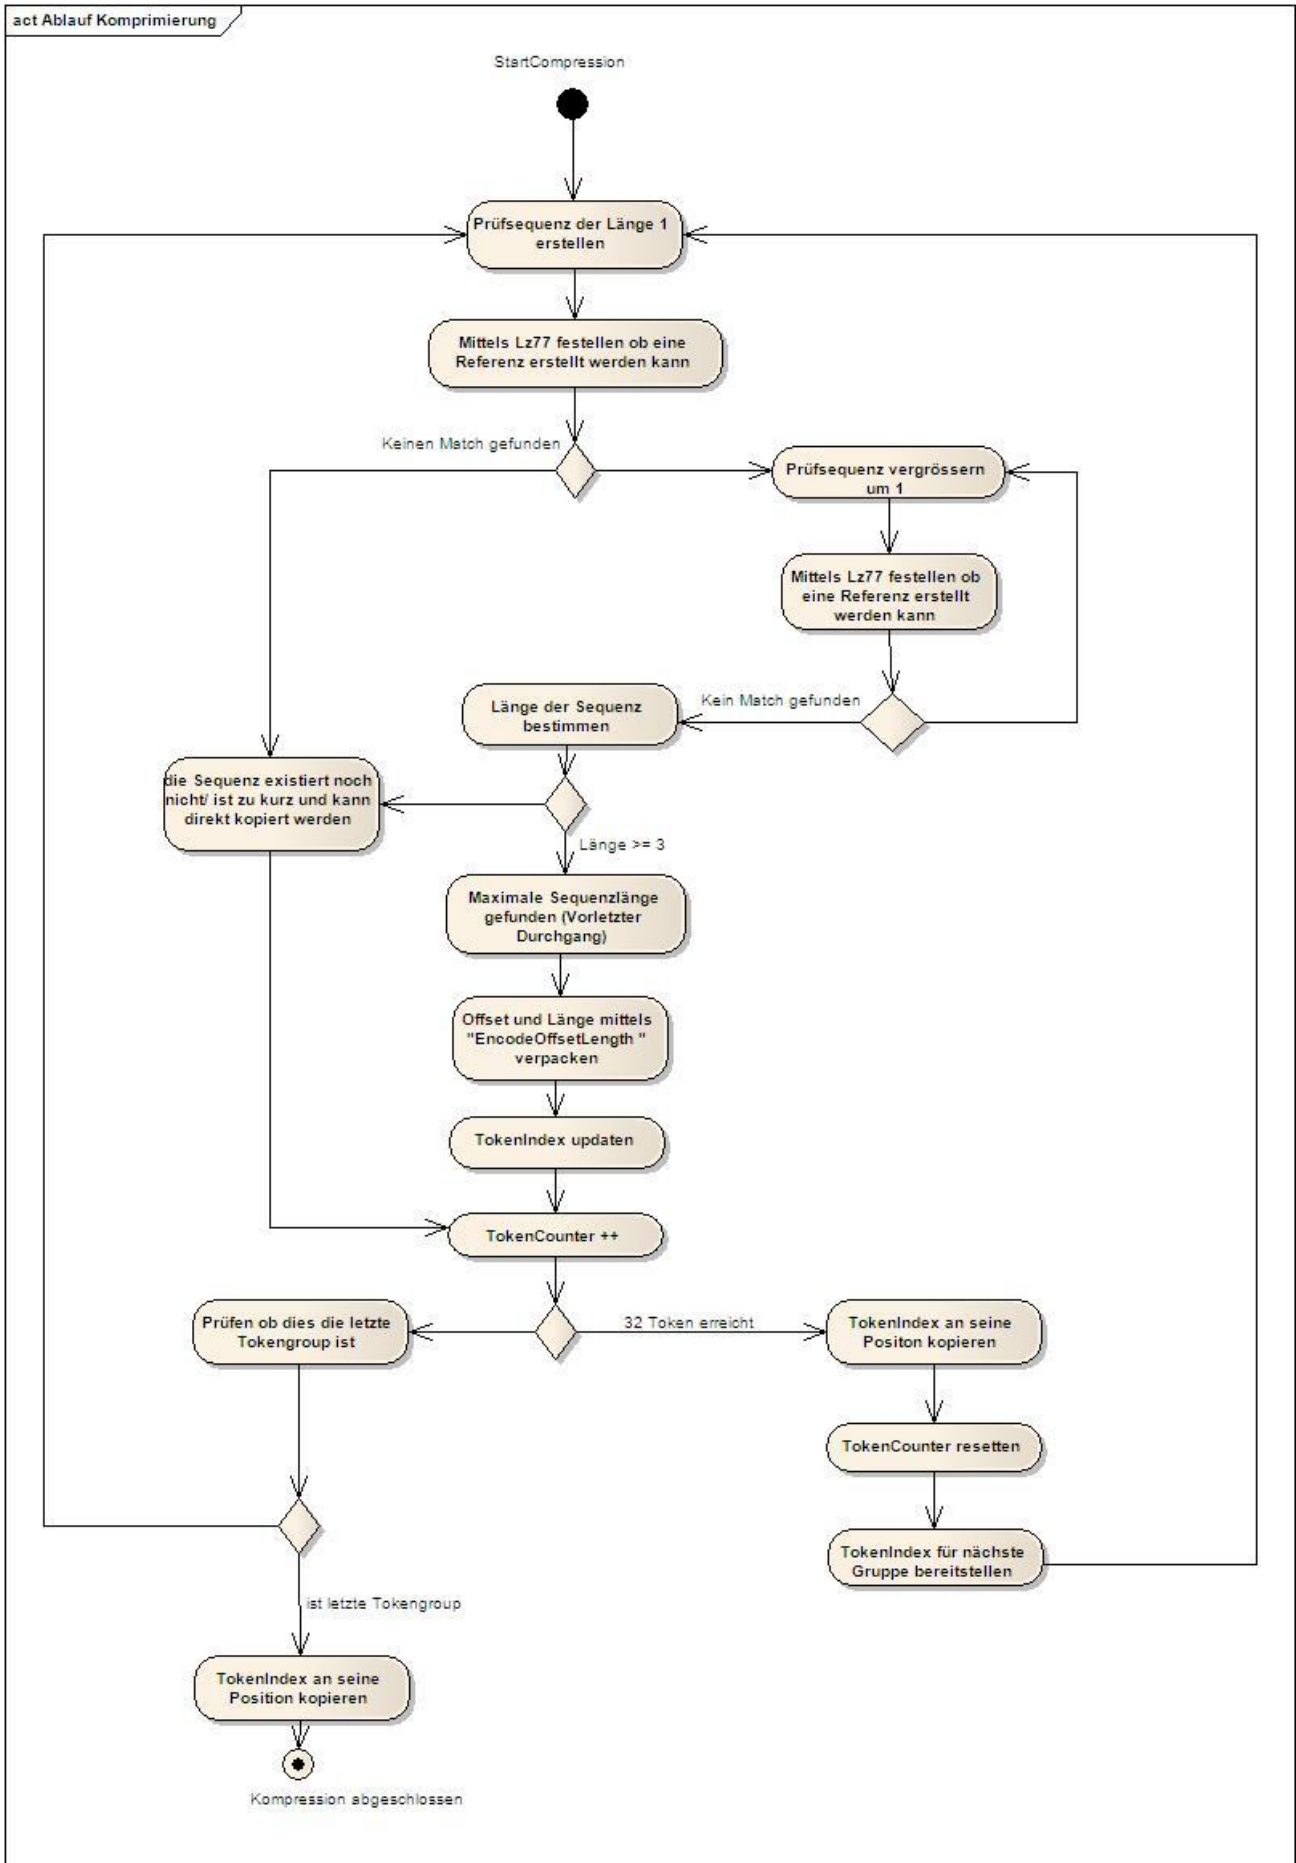 act Ablauf Komprimierung
StartCompression
Prüfsequenz der Länge 1
erstellen
Mittels Lz77 festellen ob eine
Referenz erstellt werden kann
Keinen Match gefunden
Prüfsequenz vergrössern
um 1
Mittels Lz77 festellen ob
eine Referenz erstellt
werden kann
Kein Match gefunden
Länge der Sequenz
bestimmen
die Sequenz existiert noch
nicht/ ist zu kurz und kann
direkt kopiert werden
Länge >= 3
Maximale Sequenzlänge
gefunden (Vorletzter
Durchgang)
Offset und Länge mittels
"EncodeOffsetLength "
verpacken
TokenIndex updaten
TokenCounter ++
Prüfen ob dies die letzte
Tokengroup ist
32 Token erreicht
TokenIndex an seine
Positon kopieren
TokenCounter resetten
TokenIndex für nächste
Gruppe bereitstellen
ist letzte Tokengroup
TokenIndex an seine
Position kopieren
Kompression abgeschlossen